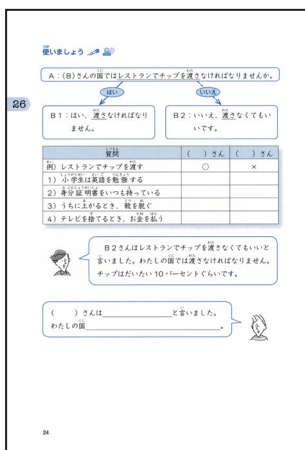 使いましょう
A：(B)さんの国ではレストランでチップを渡さなければなりませんか。
はい いいえ
26
B1：はい、渡さなければなり
ません。
B2：いいえ、渡さなくてもい
いです。
質問 （ ）さん （ ）さん
例）レストランでチップを渡す ○ ×
1）小学生は英語を勉強する
2）身分証明書をいつも持っている
3）うちに上がるとき、靴を脱ぐ
4）テレビを捨てるとき、お金を払う
B2さんはレストランでチップを渡さなくてもいいと
言いました。わたしの国では渡さなければなりません。
チップはだいたい10パーセントぐらいです。
（ ）さんは＿＿＿＿＿＿＿＿と言いました。
わたしの国＿＿＿＿＿＿＿＿＿＿＿＿＿＿。
24